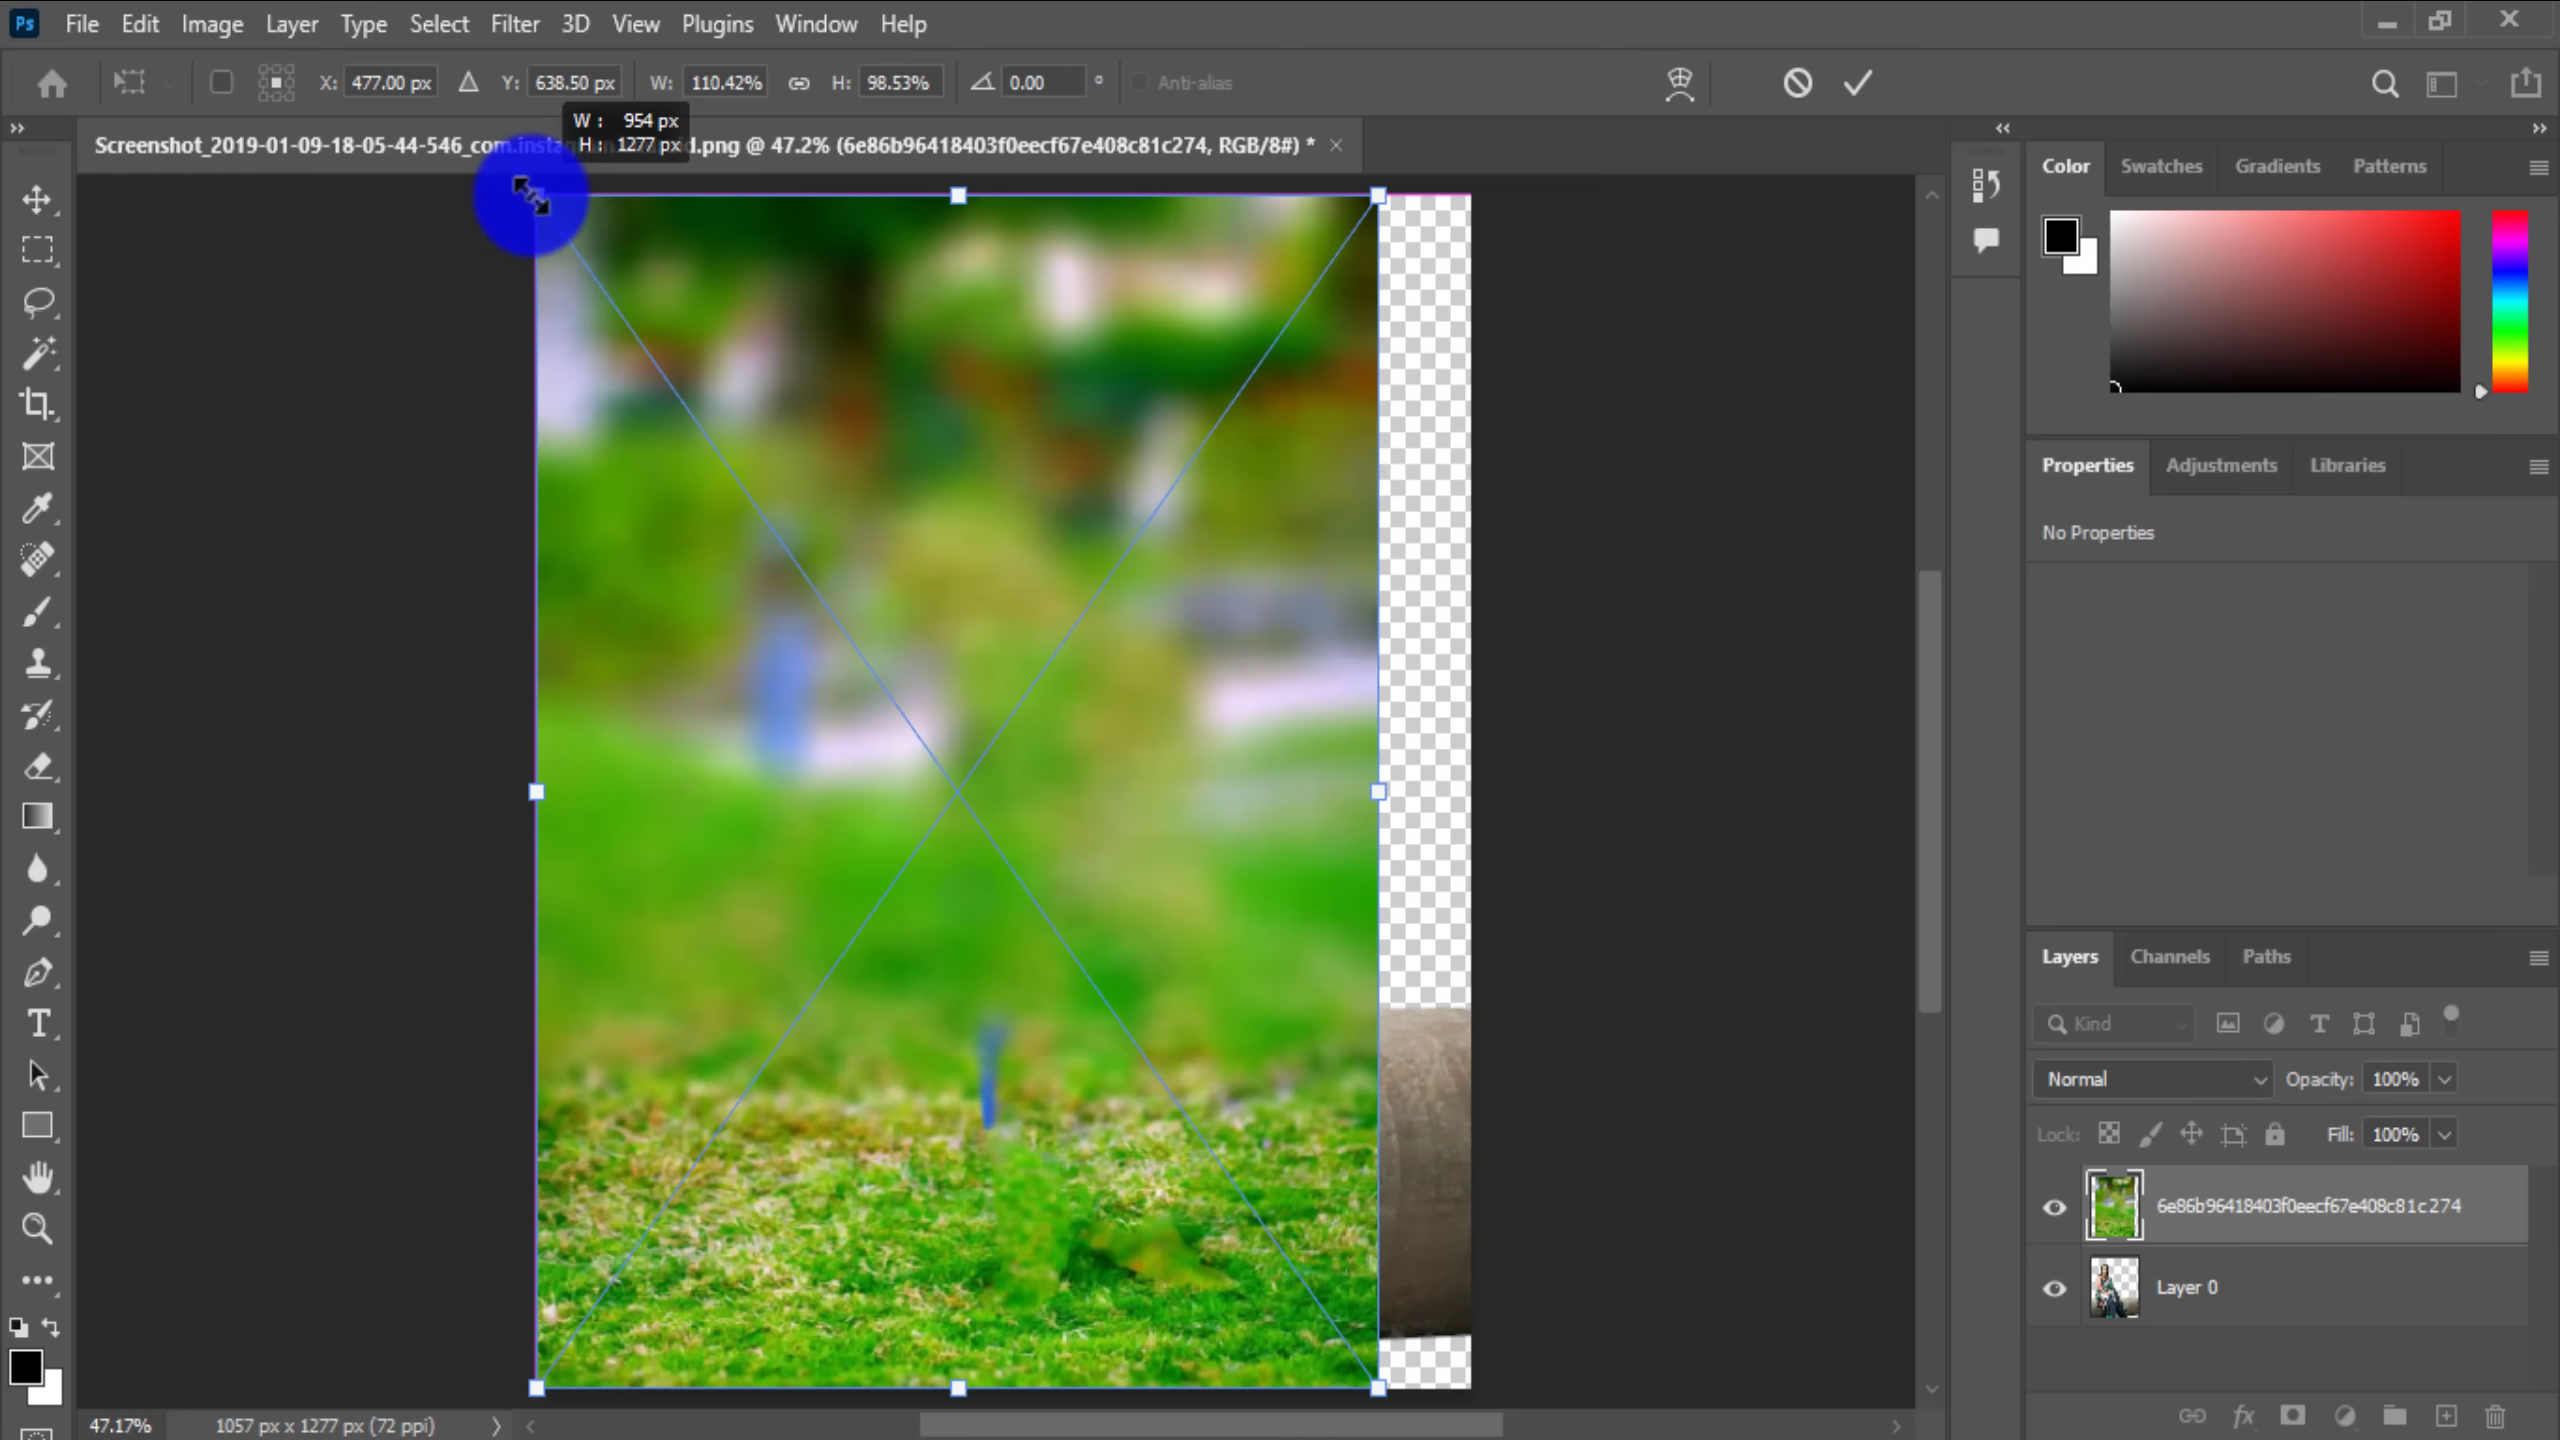 Ps File Edit Image Layer Type Select Filter 3D View Plugins Window Help
X: 477.00 px Y: 638.50 px W: 110.42% H: 98.53% 0.00 ° Anti-alias
W : 954 px
H : 1277 px
Screenshot_2019-01-09-18-05-44-546_com.insta d.png @ 47.2% (6e86b96418403f0eecf67e408c81c274, RGB/8#) *
Color Swatches Gradients Patterns
Properties Adjustments Libraries
No Properties
Layers Channels Paths
Kind
Normal Opacity: 100%
Lock: Fill: 100%
6e86b96418403f0eecf67e408c81c274
Layer 0
fx
47.17% 1057 px x 1277 px (72 ppi)